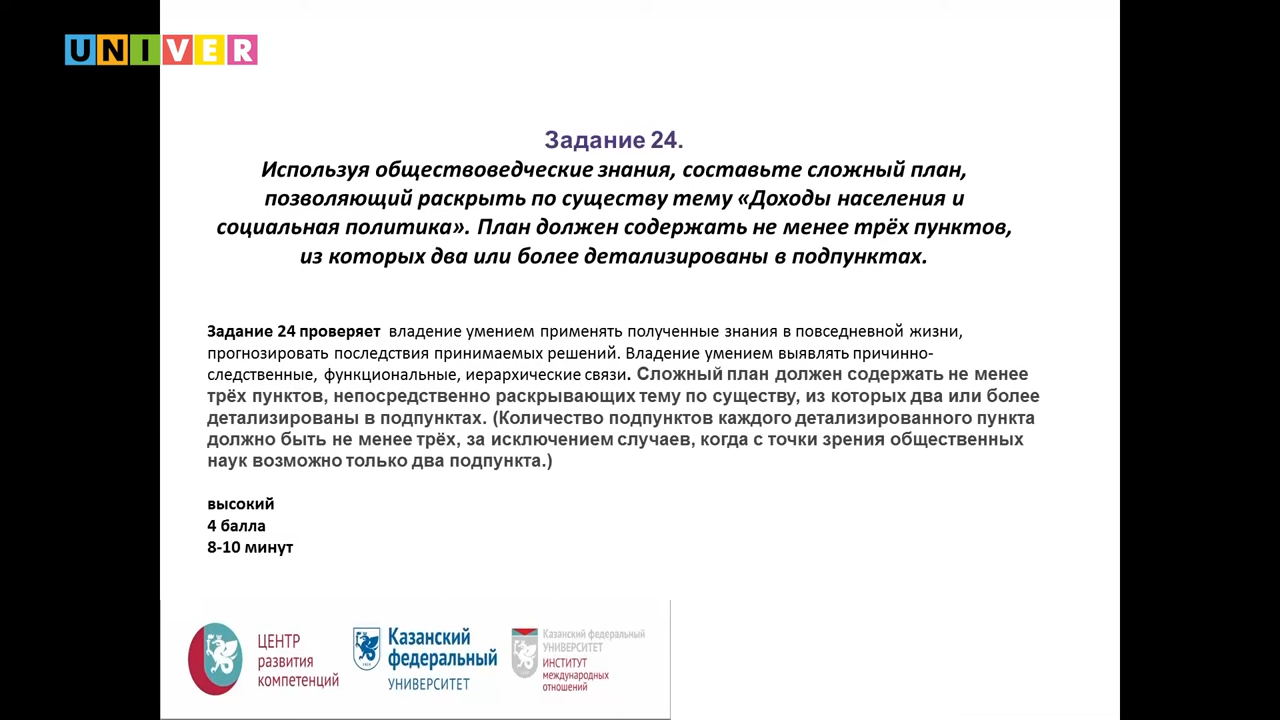 UNIVER
Задание 24.
Используя обществоведческие знания, составьте сложный план,
позволяющий раскрыть по существу тему «Доходы населения и
социальная политика». План должен содержать не менее трёх пунктов,
из которых два или более детализированы в подпунктах.
Задание 24 проверяет владение умением применять полученные знания в повседневной жизни,
прогнозировать последствия принимаемых решений. Владение умением выявлять причинно-
следственные, функциональные, иерархические связи. Сложный план должен содержать не менее
трёх пунктов, непосредственно раскрывающих тему по существу, из которых два или более
детализированы в подпунктах. (Количество подпунктов каждого детализированного пункта
должно быть не менее трёх, за исключением случаев, когда с точки зрения общественных
наук возможно только два подпункта.)
высокий
4 балла
8-10 минут
ЦЕНТР
развития
компетенций
Казанский
федеральный
УНИВЕРСИТЕТ
Казанский федеральный
УНИВЕРСИТЕТ
ИНСТИТУТ
международных
отношений